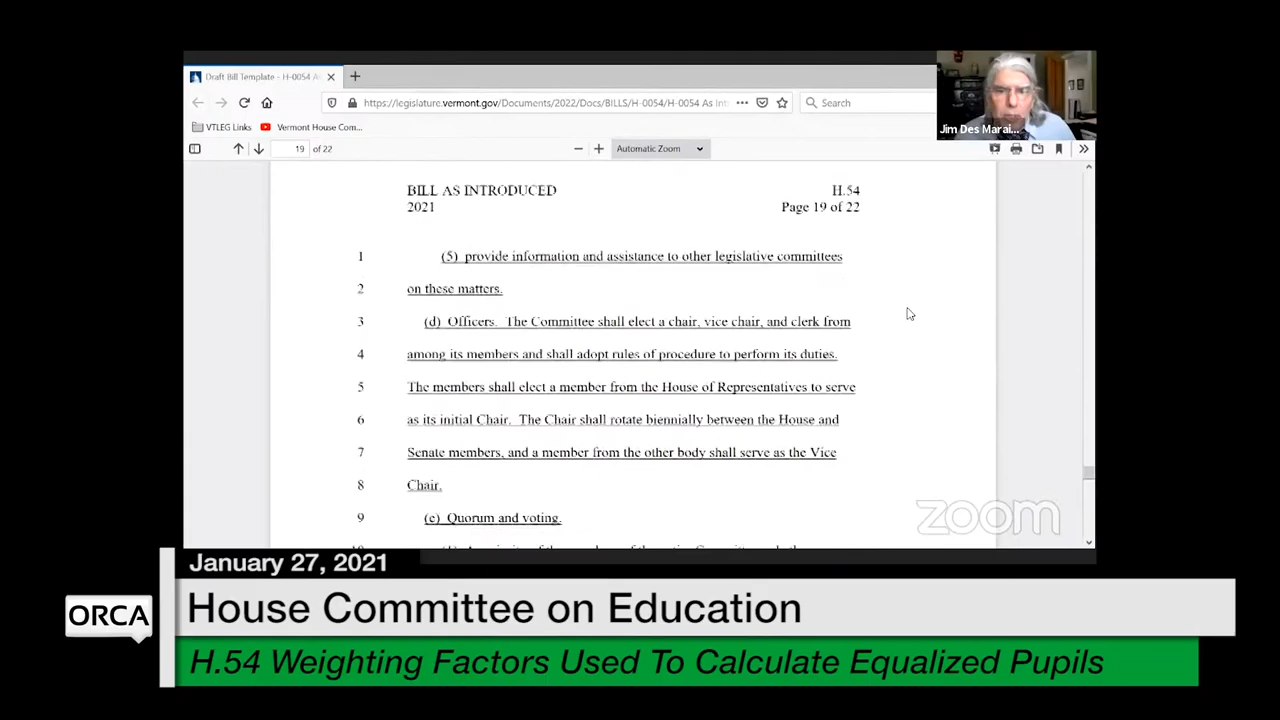 Draft Bill Template - H-0054 As
https://legislature.vermont.gov/Documents/2022/Docs/BILLS/H-0054/H-0054 As Int
Search
VTLEG Links
Vermont House Com...
Jim Des Marai...
19 of 22
Automatic Zoom
BILL AS INTRODUCED H.54
2021 Page 19 of 22
1 (5) provide information and assistance to other legislative committees
2 on these matters.
3 (d) Officers. The Committee shall elect a chair, vice chair, and clerk from
4 among its members and shall adopt rules of procedure to perform its duties.
5 The members shall elect a member from the House of Representatives to serve
6 as its initial Chair. The Chair shall rotate biennially between the House and
7 Senate members, and a member from the other body shall serve as the Vice
8 Chair.
9 (e) Quorum and voting.
zoom
January 27, 2021
ORCA
House Committee on Education
H.54 Weighting Factors Used To Calculate Equalized Pupils